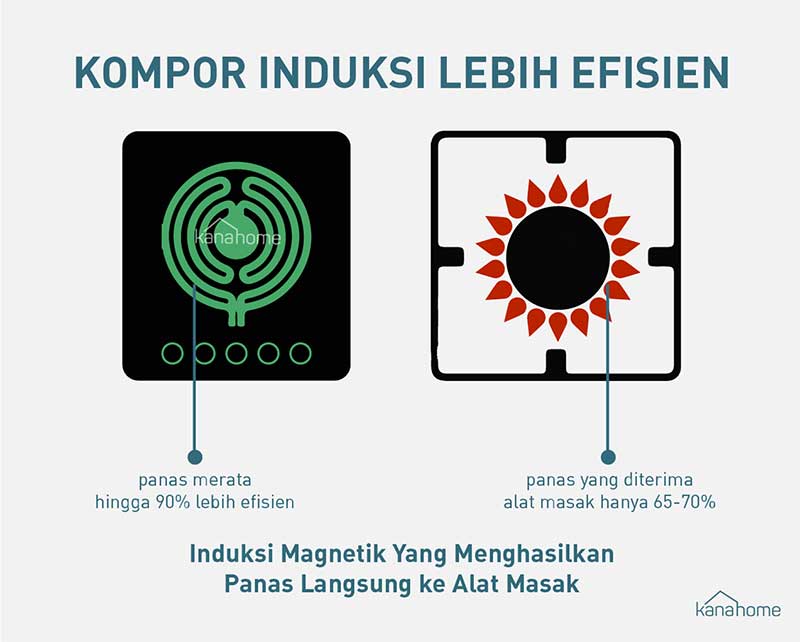 KOMPOR INDUKSI LEBIH EFISIEN
kanahome
panas merata
hingga 90% lebih efisien
panas yang diterima
alat masak hanya 65-70%
Induksi Magnetik Yang Menghasilkan
Panas Langsung ke Alat Masak
kanahome